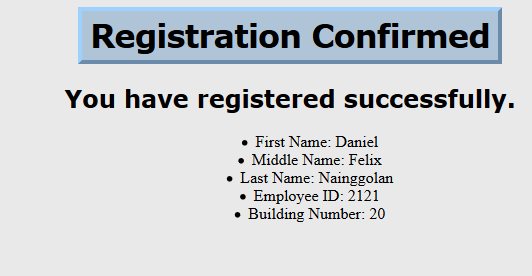 Registration Confirmed
You have registered successfully.
• First Name: Daniel
• Middle Name: Felix
• Last Name: Nainggolan
• Employee ID: 2121
• Building Number: 20